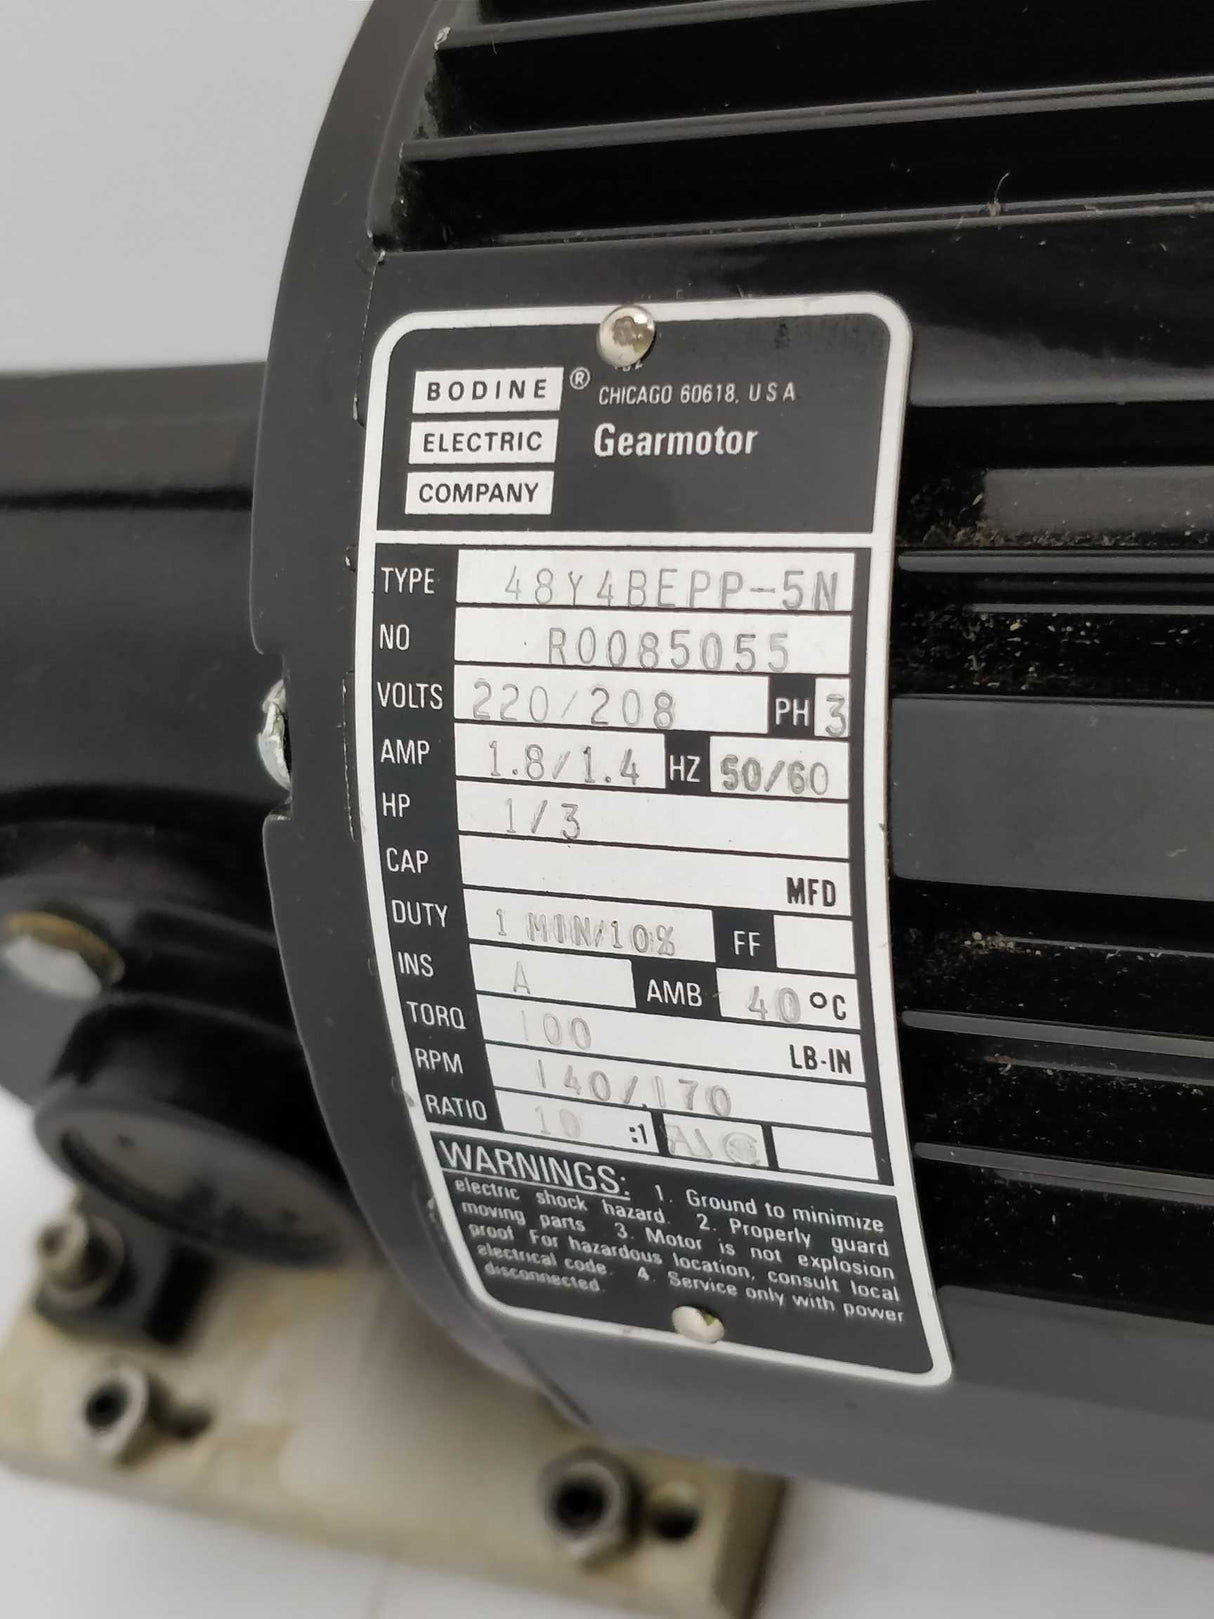 BODINE ®
ELECTRIC
COMPANY
CHICAGO 60618, U S A
Gearmotor
TYPE 48Y4BEPP-5N
NO R0085055
VOLTS 220/208 PH 3
AMP 1.8/1.4 HZ 50/60
HP 1/3
CAP MFD
DUTY 1 MIN/10% FF
INS A AMB 40 °C
TORQ 100 LB-IN
RPM 140/170
RATIO 10 :1
WARNINGS: 1. Ground to minimize
electric shock hazard. 2. Properly guard
moving parts 3. Motor is not explosion
proof For hazardous location, consult local
electrical code. 4. Service only with power
disconnected.